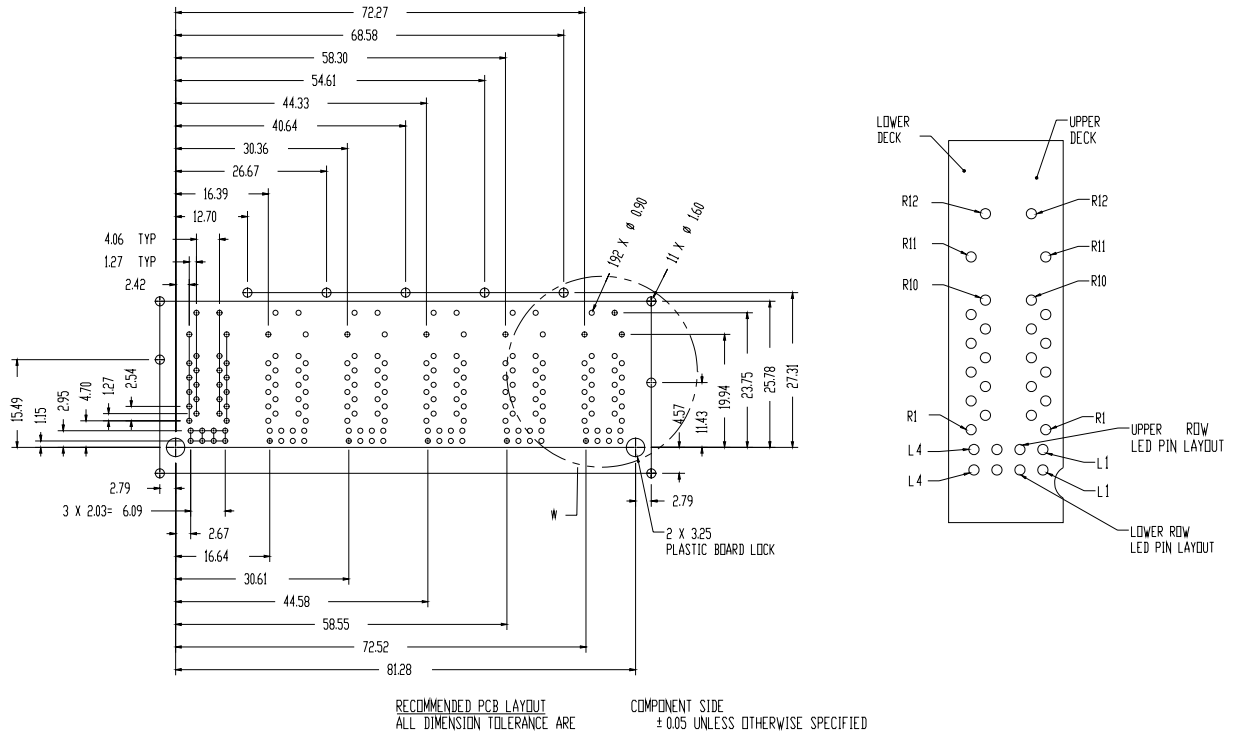 72.27
68.58
58.30
54.61
44.33
40.64
30.36
26.67
16.39
12.70
4.06 TYP
1.27 TYP
2.42
192 X ø 0.90
11 X ø 1.60
15.49
1.15
2.95
4.70
1.27
2.54
4.57
11.43
19.94
23.75
25.78
27.31
2.79
2.79
3 X 2.03= 6.09
2.67
W
2 X 3.25
PLASTIC BOARD LOCK
16.64
30.61
44.58
58.55
72.52
81.28
RECOMMENDED PCB LAYOUT COMPONENT SIDE
ALL DIMENSION TOLERANCE ARE ± 0.05 UNLESS OTHERWISE SPECIFIED
LOWER
DECK
UPPER
DECK
R12
R12
R11
R11
R10
R10
R1
R1
UPPER ROW
LED PIN LAYOUT
L4
L1
L4
L1
LOWER ROW
LED PIN LAYOUT